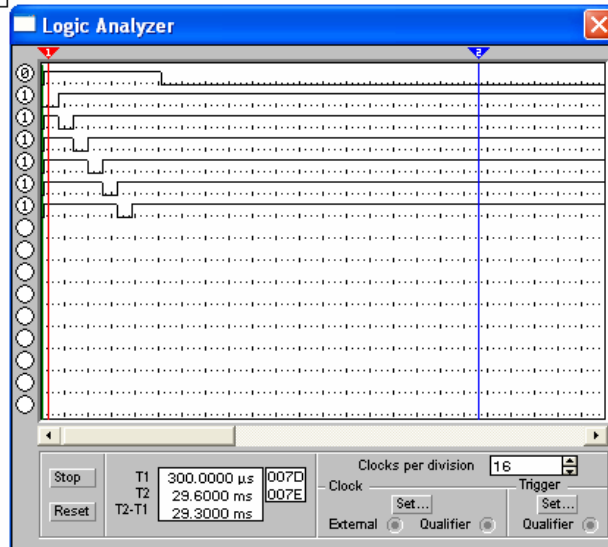 Logic Analyzer
1 2
0
1
1
1
1
1
1
Stop
Reset
T1 300.0000 µs 007D
T2 29.6000 ms 007E
T2-T1 29.3000 ms
Clocks per division 16
Clock
Set...
External Qualifier
Trigger
Set...
Qualifier